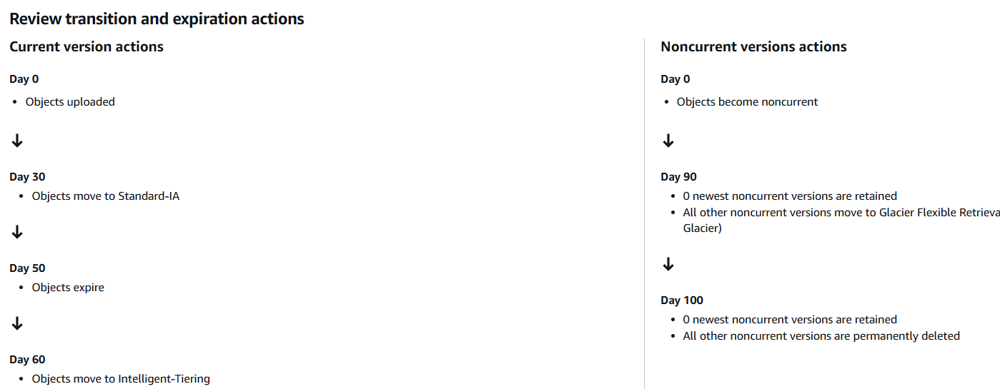 Review transition and expiration actions
Current version actions
Day 0
Objects uploaded
Day 30
Objects move to Standard-IA
Day 50
Objects expire
Day 60
Objects move to Intelligent-Tiering
Noncurrent versions actions
Day 0
Objects become noncurrent
Day 90
0 newest noncurrent versions are retained
All other noncurrent versions move to Glacier Flexible Retrieva
Glacier)
Day 100
0 newest noncurrent versions are retained
All other noncurrent versions are permanently deleted